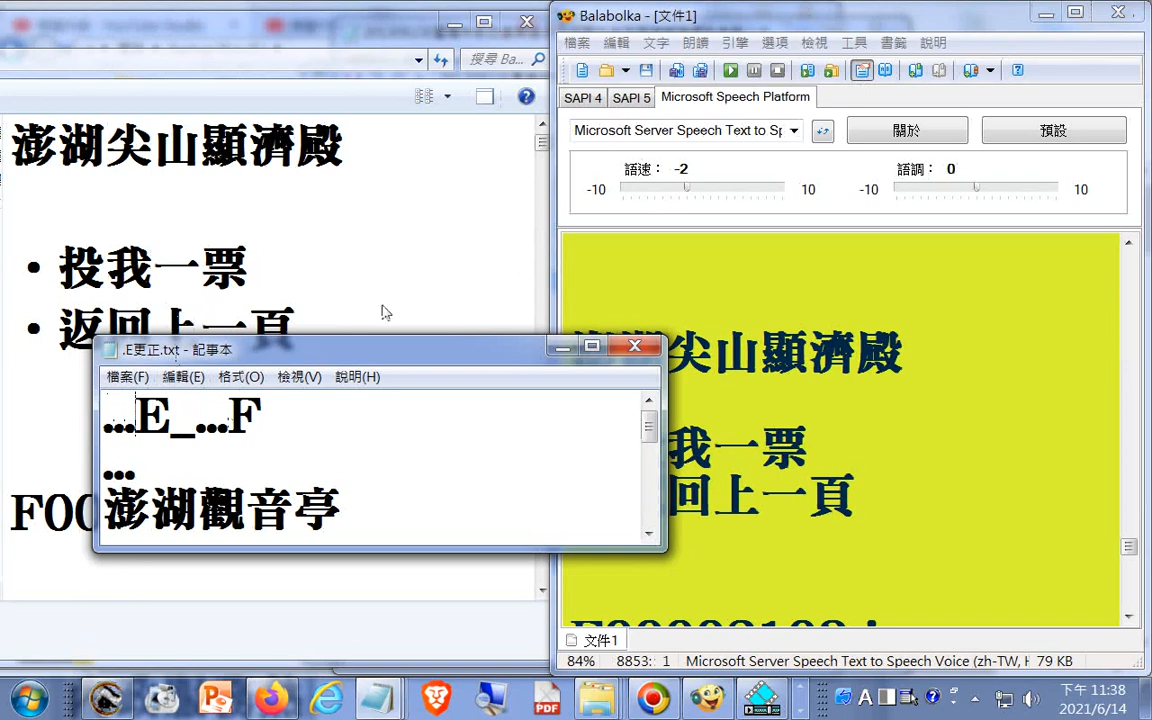 搜尋 Ba...
澎湖尖山顯濟殿
• 投我一票
• 返回上一頁
F00
Balabolka - [文件1]
檔案 編輯 文字 朗讀 引擎 選項 檢視 工具 書籤 說明
SAPI 4 SAPI 5 Microsoft Speech Platform
Microsoft Server Speech Text to Sp
關於 預設
語速： -2 語調： 0
-10 10 -10 10
尖山顯濟殿
我一票
回上一頁
文件1
84% 8853: 1 Microsoft Server Speech Text to Speech Voice (zh-TW, H 79 KB
.E更正.txt - 記事本
檔案(F) 編輯(E) 格式(O) 檢視(V) 說明(H)
...E_...F
...
澎湖觀音亭
PDF
A
下午 11:38
2021/6/14